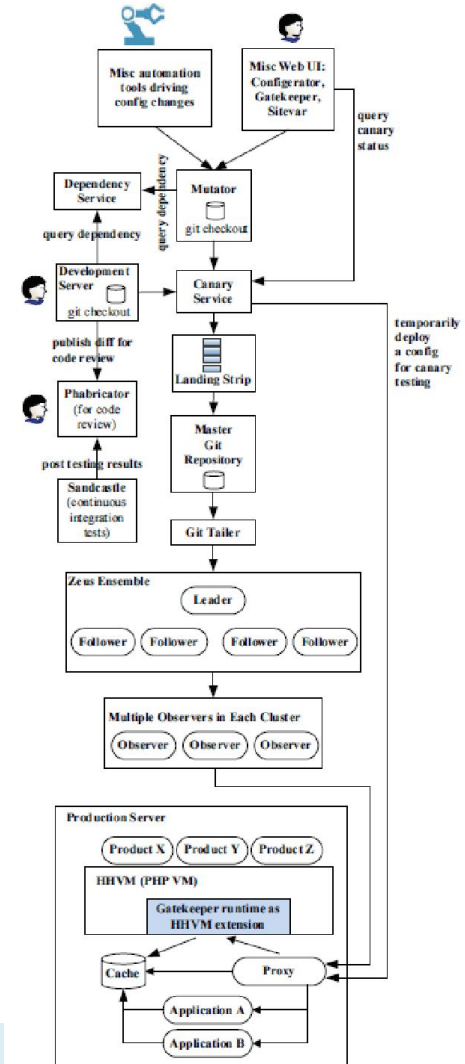 Misc automation
tools driving
config changes
Misc Web UI:
Configerator,
Gatekeeper,
Sitevar
query
canary
status
Dependency
Service
query dependency
Mutator
git checkout
query dependency
Development
Server
git checkout
Canary
Service
publish diff for
code review
temporarily
deploy
a config
for canary
testing
Landing Strip
Phabricator
(for code
review)
Master
Git
Repository
post testing results
Sandcastle
(continuous
integration
tests)
Git Tailer
Zeus Ensemble
Leader
Follower
Follower
Follower
Follower
Multiple Observers in Each Cluster
Observer
Observer
Observer
Production Server
Product X
Product Y
Product Z
HHVM (PHP VM)
Gatekeeper runtime as
HHVM extension
Cache
Proxy
Application A
Application B